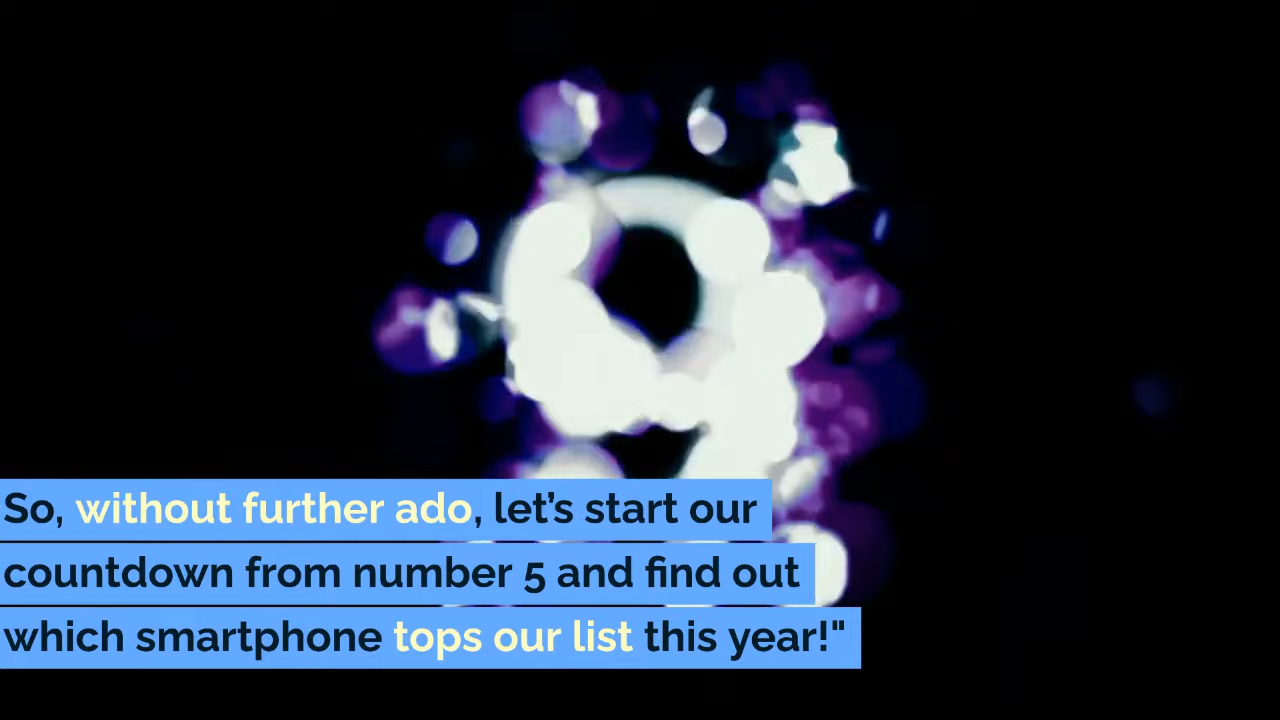 So, without further ado, let’s start our
countdown from number 5 and find out
which smartphone tops our list this year!"